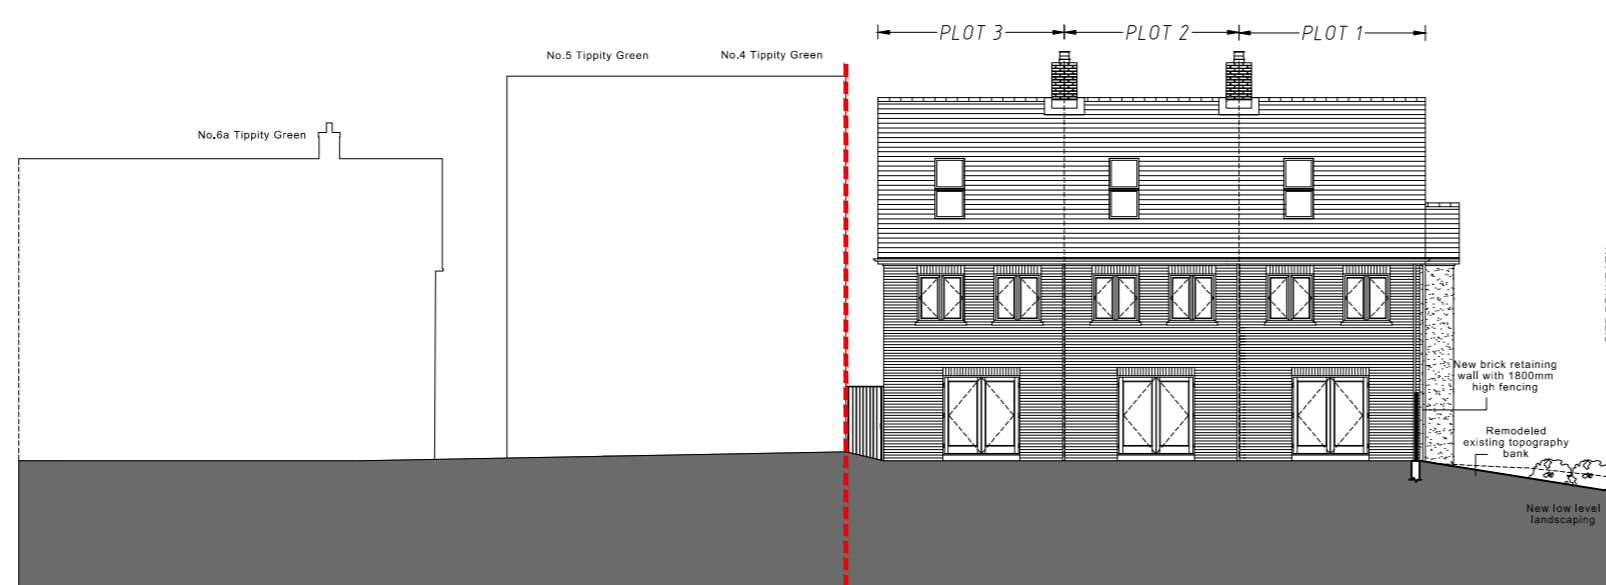 PLOT 3
PLOT 2
PLOT 1
No.5 Tippity Green
No.4 Tippity Green
No.6a Tippity Green
New brick retaining
wall with 1800mm
high fencing
Remodeled
existing topography
bank
New low level
landscaping